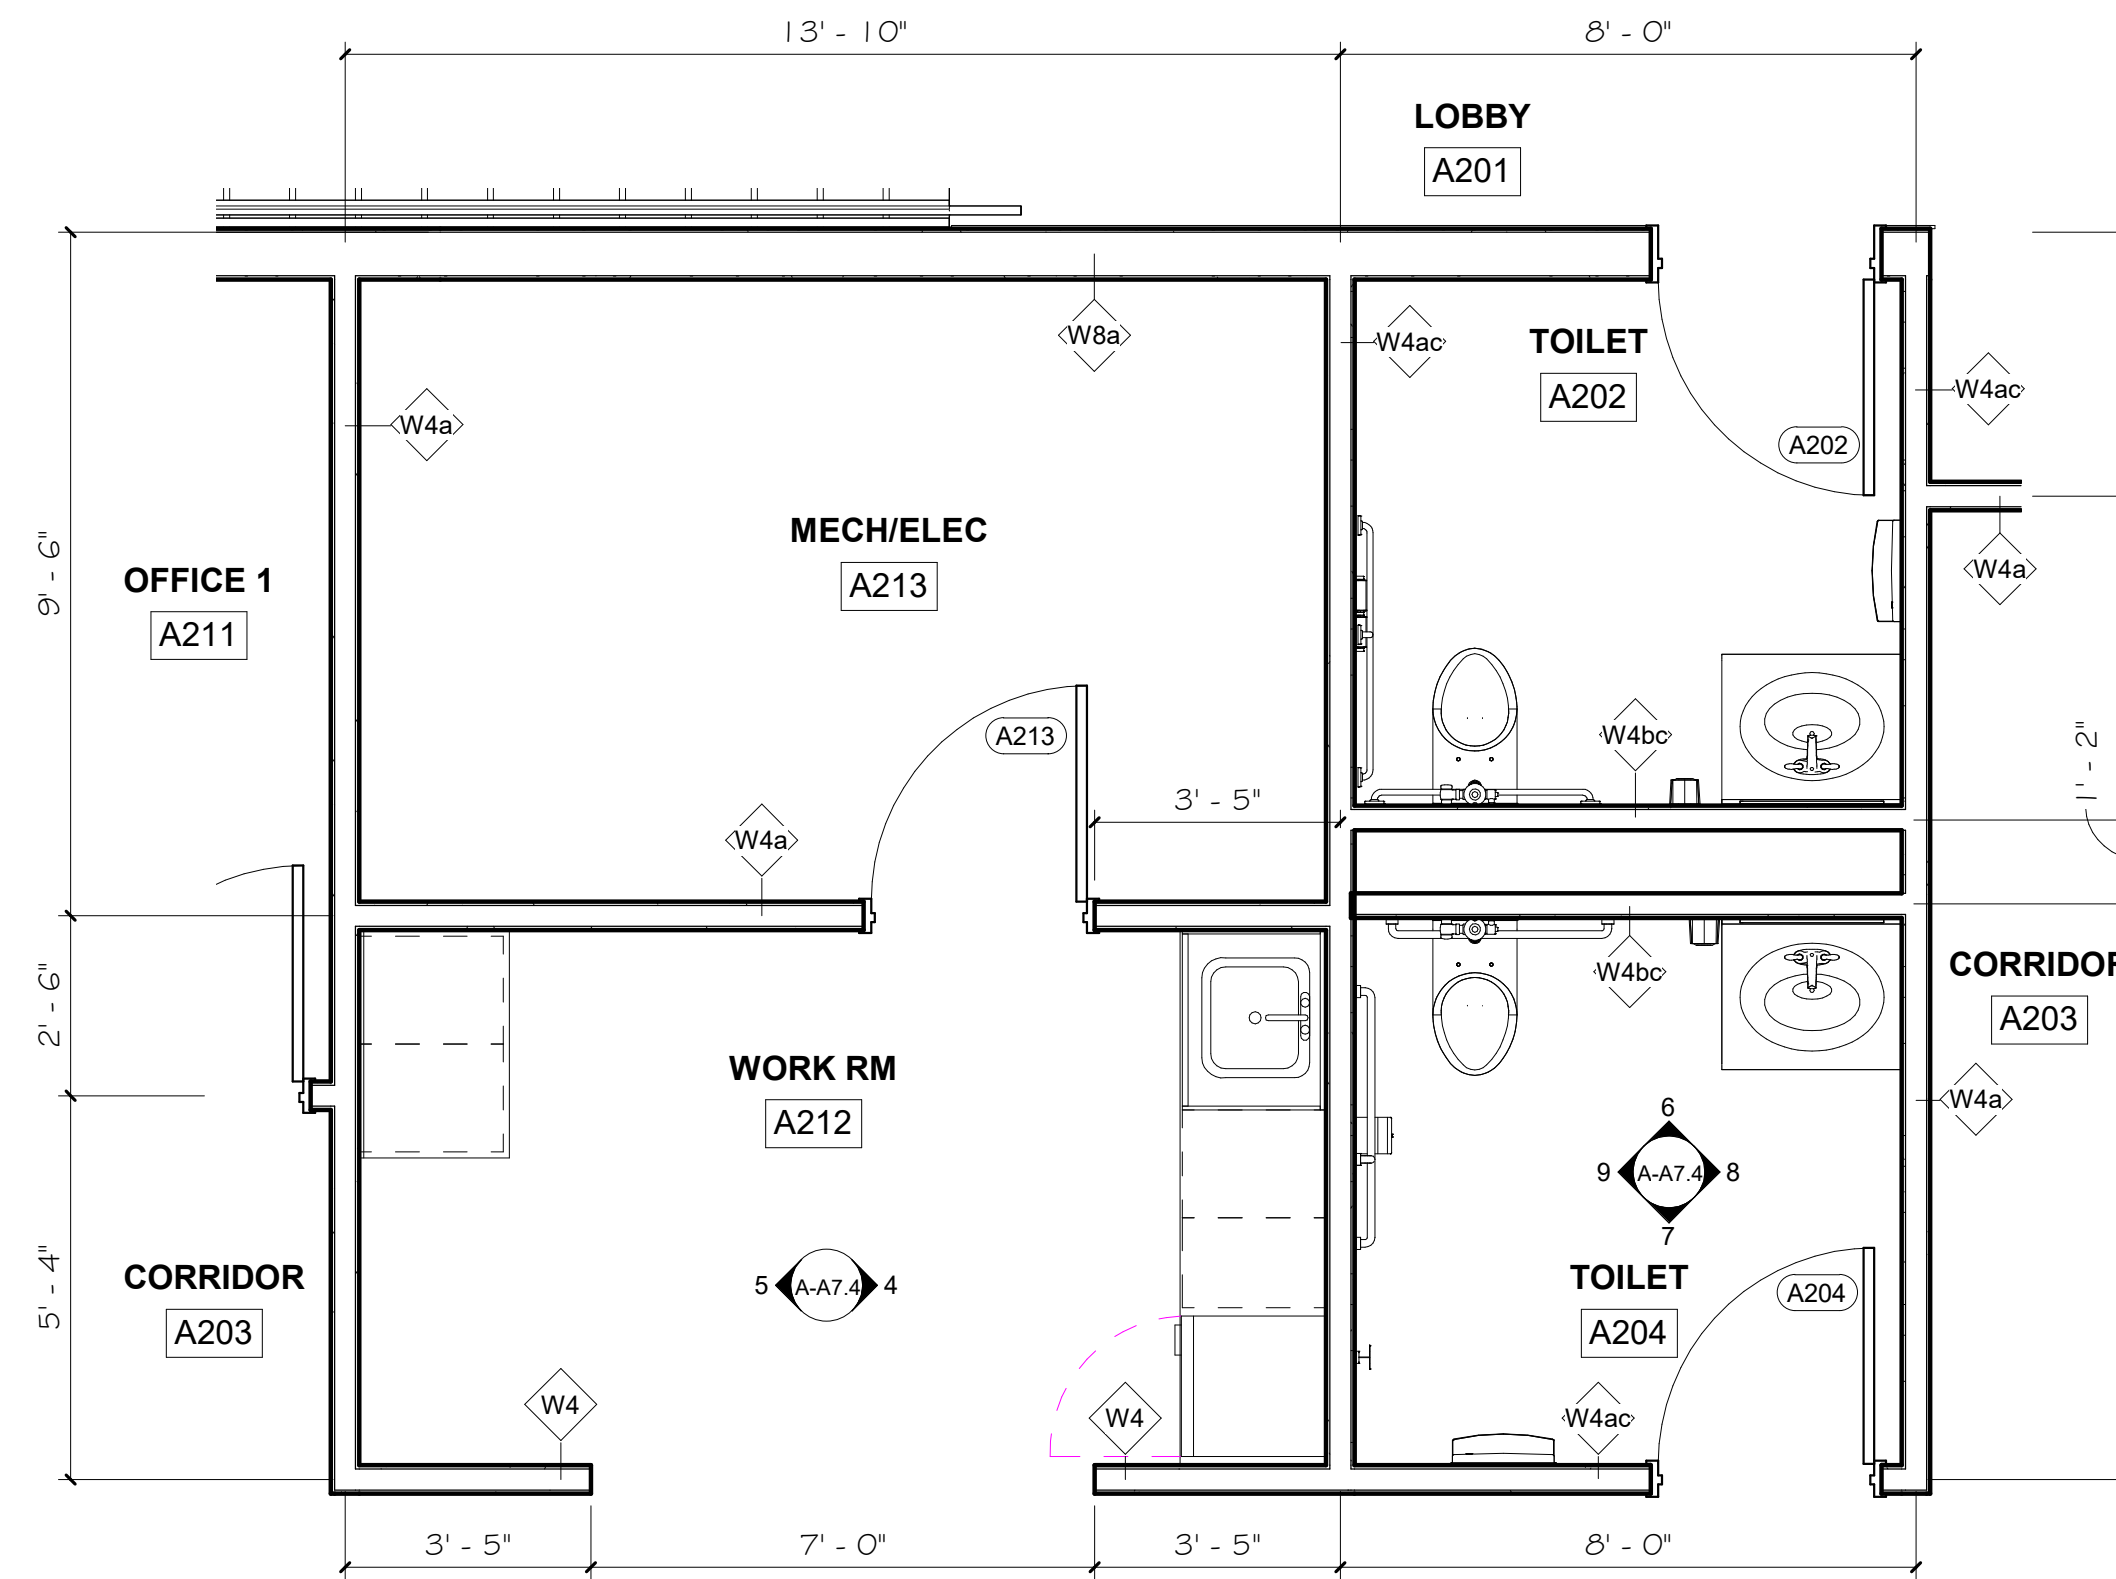 13' - 10"
8' - 0"
LOBBY
A201
W8a
W4ac
TOILET
A202
W4ac
W4a
A202
MECH/ELEC
A213
9' - 6"
OFFICE 1
A211
W4a
A213
W4bc
1' - 2"
3' - 5"
W4a
2' - 6"
W4bc
CORRIDOR
A203
WORK RM
A212
W4a
6
9
A-A7.4
8
7
5' - 4"
CORRIDOR
A203
5
A-A7.4
4
TOILET
A204
A204
W4
W4
W4ac
3' - 5"
7' - 0"
3' - 5"
8' - 0"